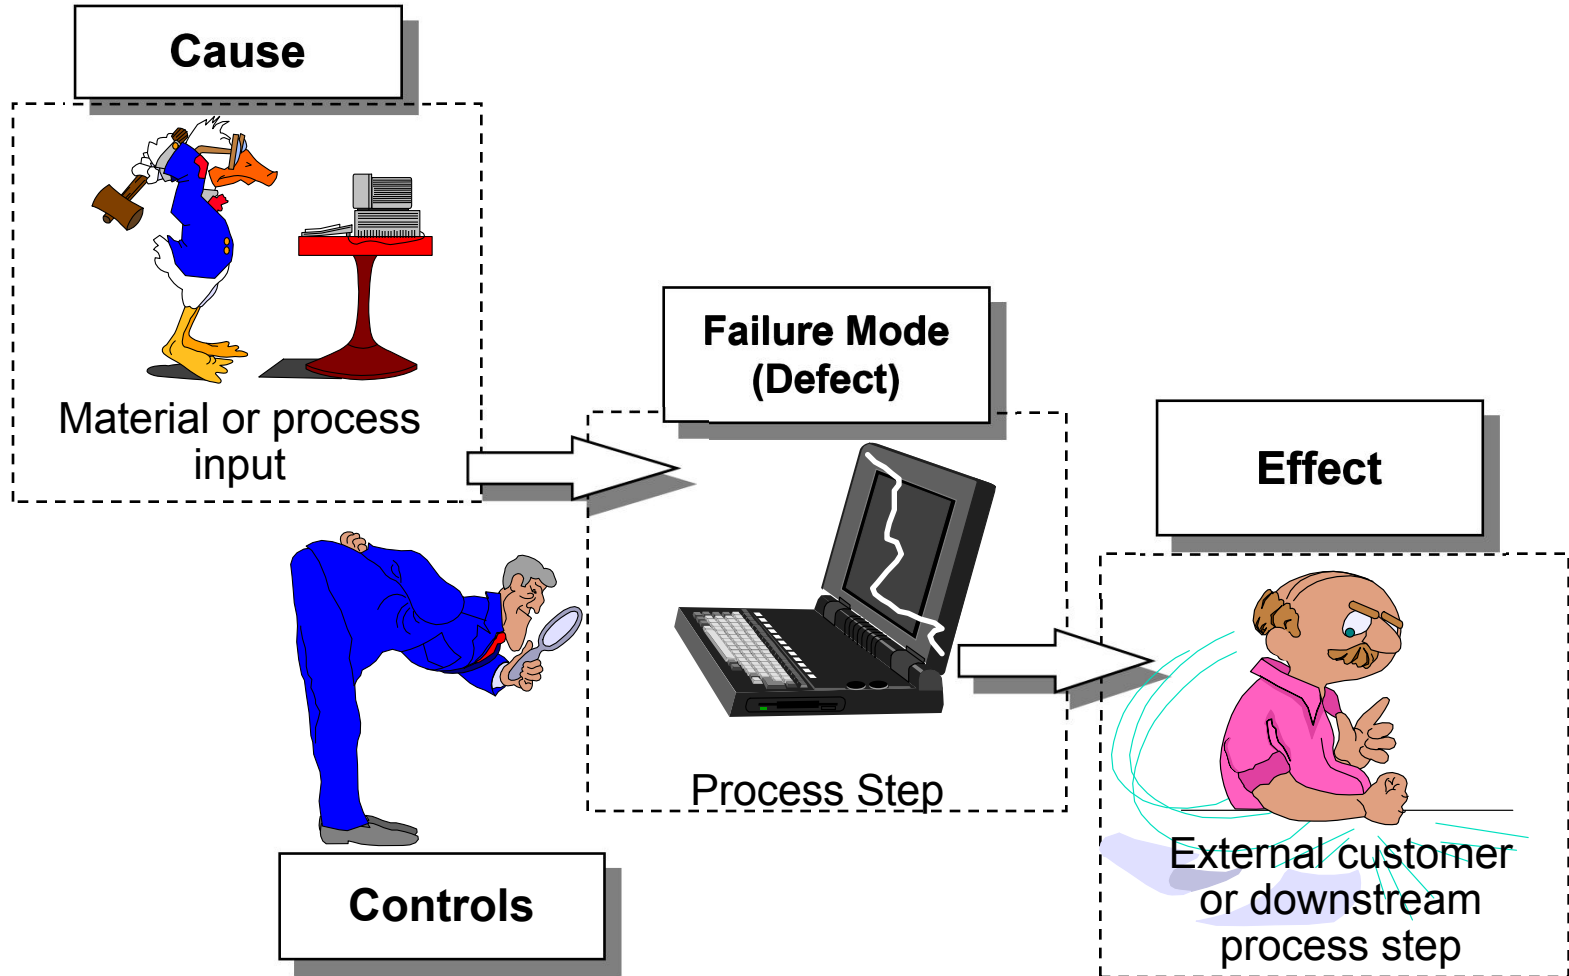 Cause
Material or process
input
Failure Mode
(Defect)
Process Step
Effect
External customer
or downstream
process step
Controls